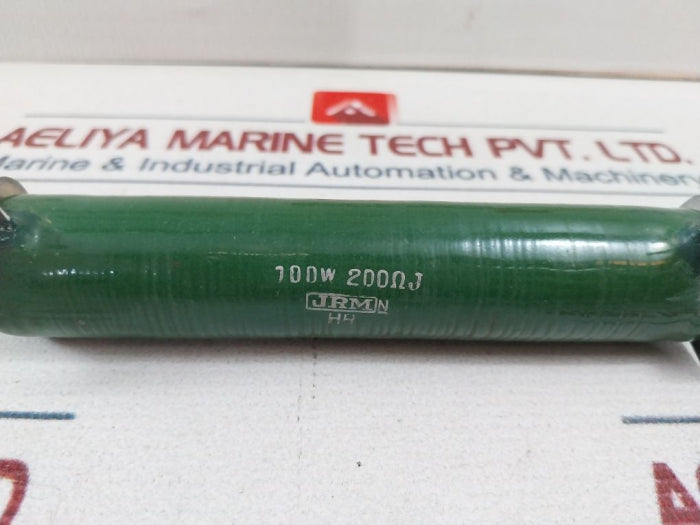 AELIYA MARINE TECH PVT. LTD.
Marine & Industrial Automation & Machinery
100W 200ΩJ
JRM N
HH